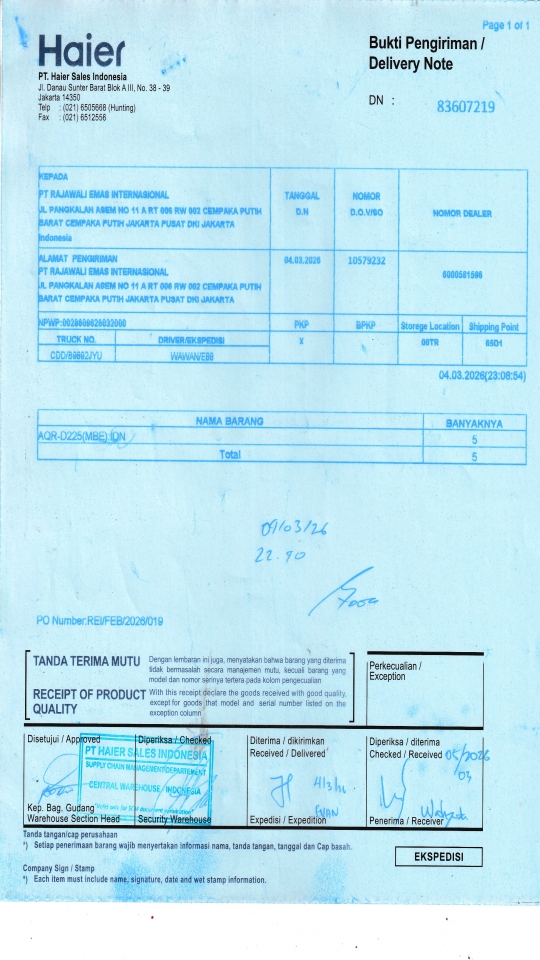 Page 1 of 1
Haier
Bukti Pengiriman /
Delivery Note
PT. Haier Sales Indonesia
Jl. Danau Sunter Barat Blok A III, No. 38 - 39
Jakarta 14350
Telp : (021) 6505668 (Hunting)
Fax : (021) 6512556
DN : 83607219
KEPADA
PT RAJAWALI EMAS INTERNASIONAL
JL PANGKALAN ASEM NO 11 A RT 006 RW 002 CEMPAKA PUTIH
BARAT CEMPAKA PUTIH JAKARTA PUSAT DKI JAKARTA
Indonesia
TANGGAL
D.N
NOMOR
D.O./SO
NOMOR DEALER
ALAMAT PENGIRIMAN
PT RAJAWALI EMAS INTERNASIONAL
JL PANGKALAN ASEM NO 11 A RT 006 RW 002 CEMPAKA PUTIH
BARAT CEMPAKA PUTIH JAKARTA PUSAT DKI JAKARTA
04.03.2026
10579232
PKP
BPKP
Storege Location
Shipping Point
TRUCK NO.
DRIVER/EKSPEDISI
X
WAWAN/E88
04.03.2026(23:06:54)
NAMA BARANG
BANYAKNYA
AQR-D225(MBE) IDN
5
Total
5
PO Number.REI/FEB/2026/019
TANDA TERIMA MUTU
Dengan lembaran ini juga, menyatakan bahwa barang yang diterima
tidak bermasalah secara manajemen mutu, kecuali barang yang
model dan nomor serinya tertera pada kolom pengecualian
RECEIPT OF PRODUCT
QUALITY
With this receipt declare the goods received with good quality,
except for goods that model and serial number listed on the
exception column
Perkecualian /
Exception
Disetujui / Approved
Diperiksa / Checked
Diterima / dikirimkan
Received / Delivered
Diperiksa / diterima
Checked / Received
PT HAIER SALES INDONESIA
SUPPLY CHAIN MANAGEMENT DEPARTEMENT
CENTRAL WAREHOUSE / INDONESIA
05/2026
03
Kep. Bag. Gudang
Warehouse Section Head
Security Warehouse
Expedisi / Expedition
Penerima / Receiver
Tanda tangan/cap perusahaan
*) Setiap penerimaan barang wajib menyertakan informasi nama, tanda tangan, tanggal dan Cap basah.
EKSPEDISI
Company Sign / Stamp
*) Each item must include name, signature, date and wet stamp information.